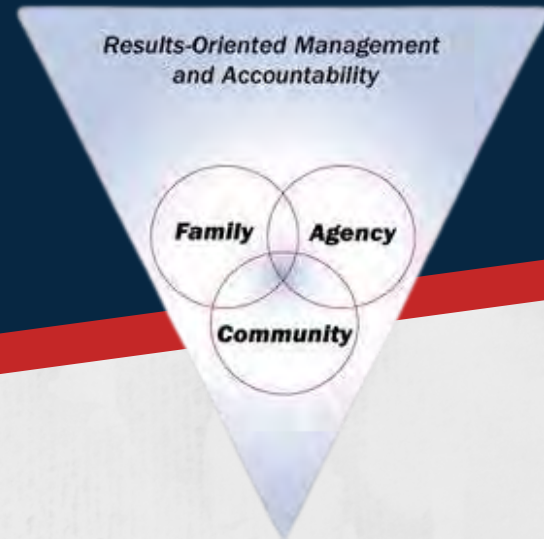 Results-Oriented Management
and Accountability
Family Agency
Community